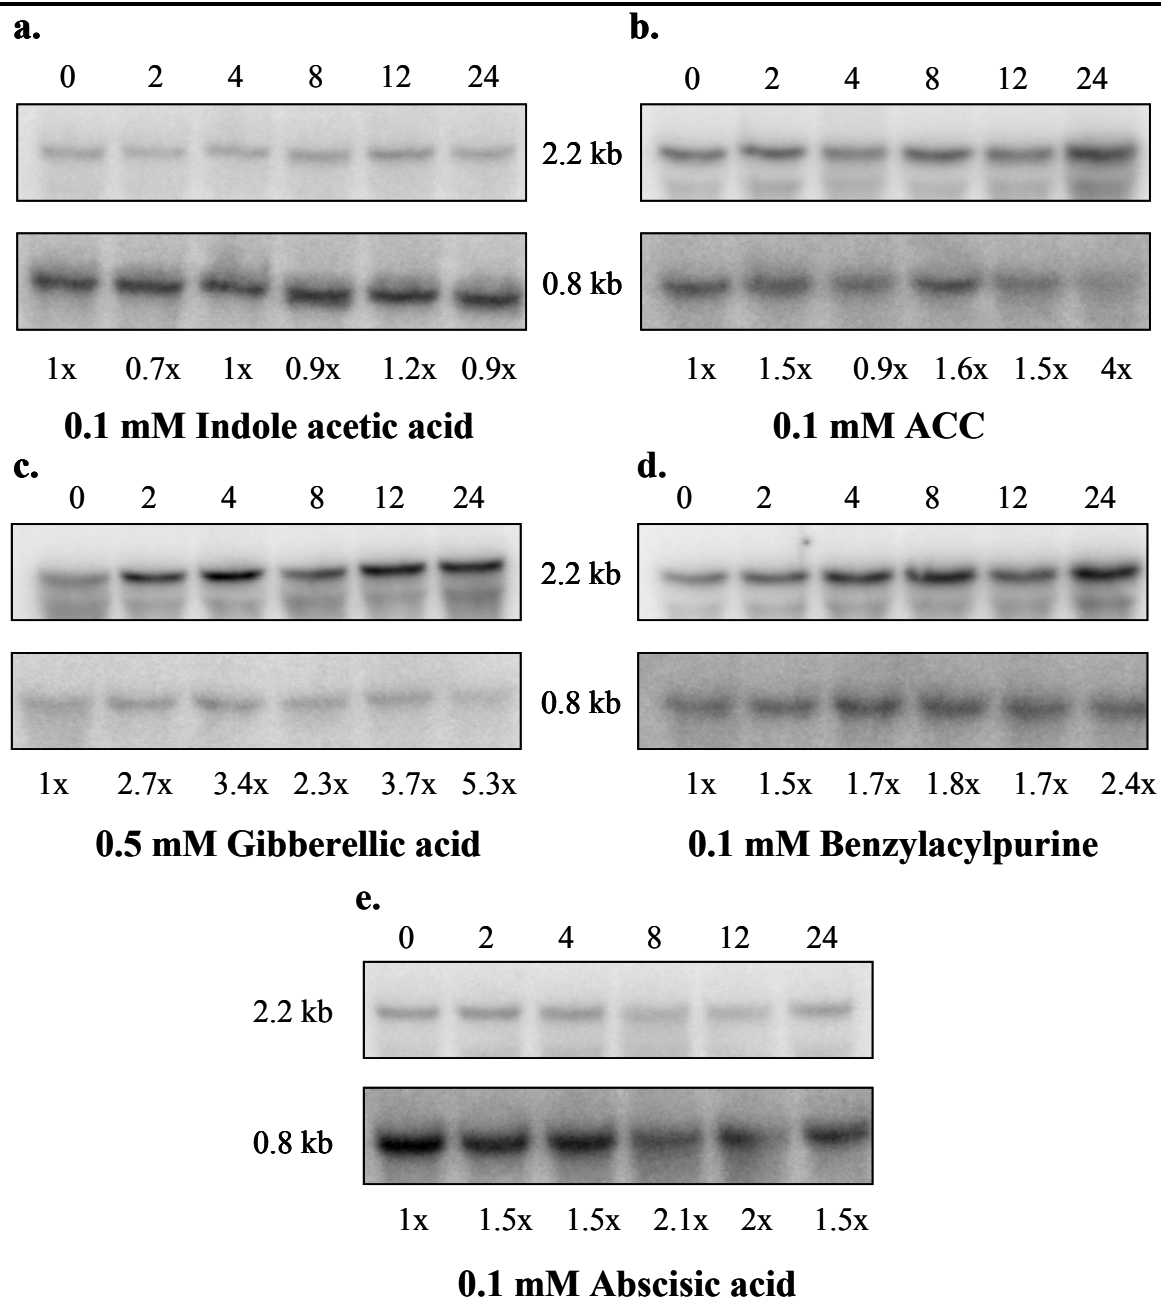 a.
0 2 4 8 12 24
2.2 kb
0.8 kb
1x 0.7x 1x 0.9x 1.2x 0.9x
0.1 mM Indole acetic acid
b.
0 2 4 8 12 24
1x 1.5x 0.9x 1.6x 1.5x 4x
0.1 mM ACC
c.
0 2 4 8 12 24
2.2 kb
0.8 kb
1x 2.7x 3.4x 2.3x 3.7x 5.3x
0.5 mM Gibberellic acid
d.
0 2 4 8 12 24
1x 1.5x 1.7x 1.8x 1.7x 2.4x
0.1 mM Benzylacylpurine
e.
0 2 4 8 12 24
2.2 kb
0.8 kb
1x 1.5x 1.5x 2.1x 2x 1.5x
0.1 mM Abscisic acid